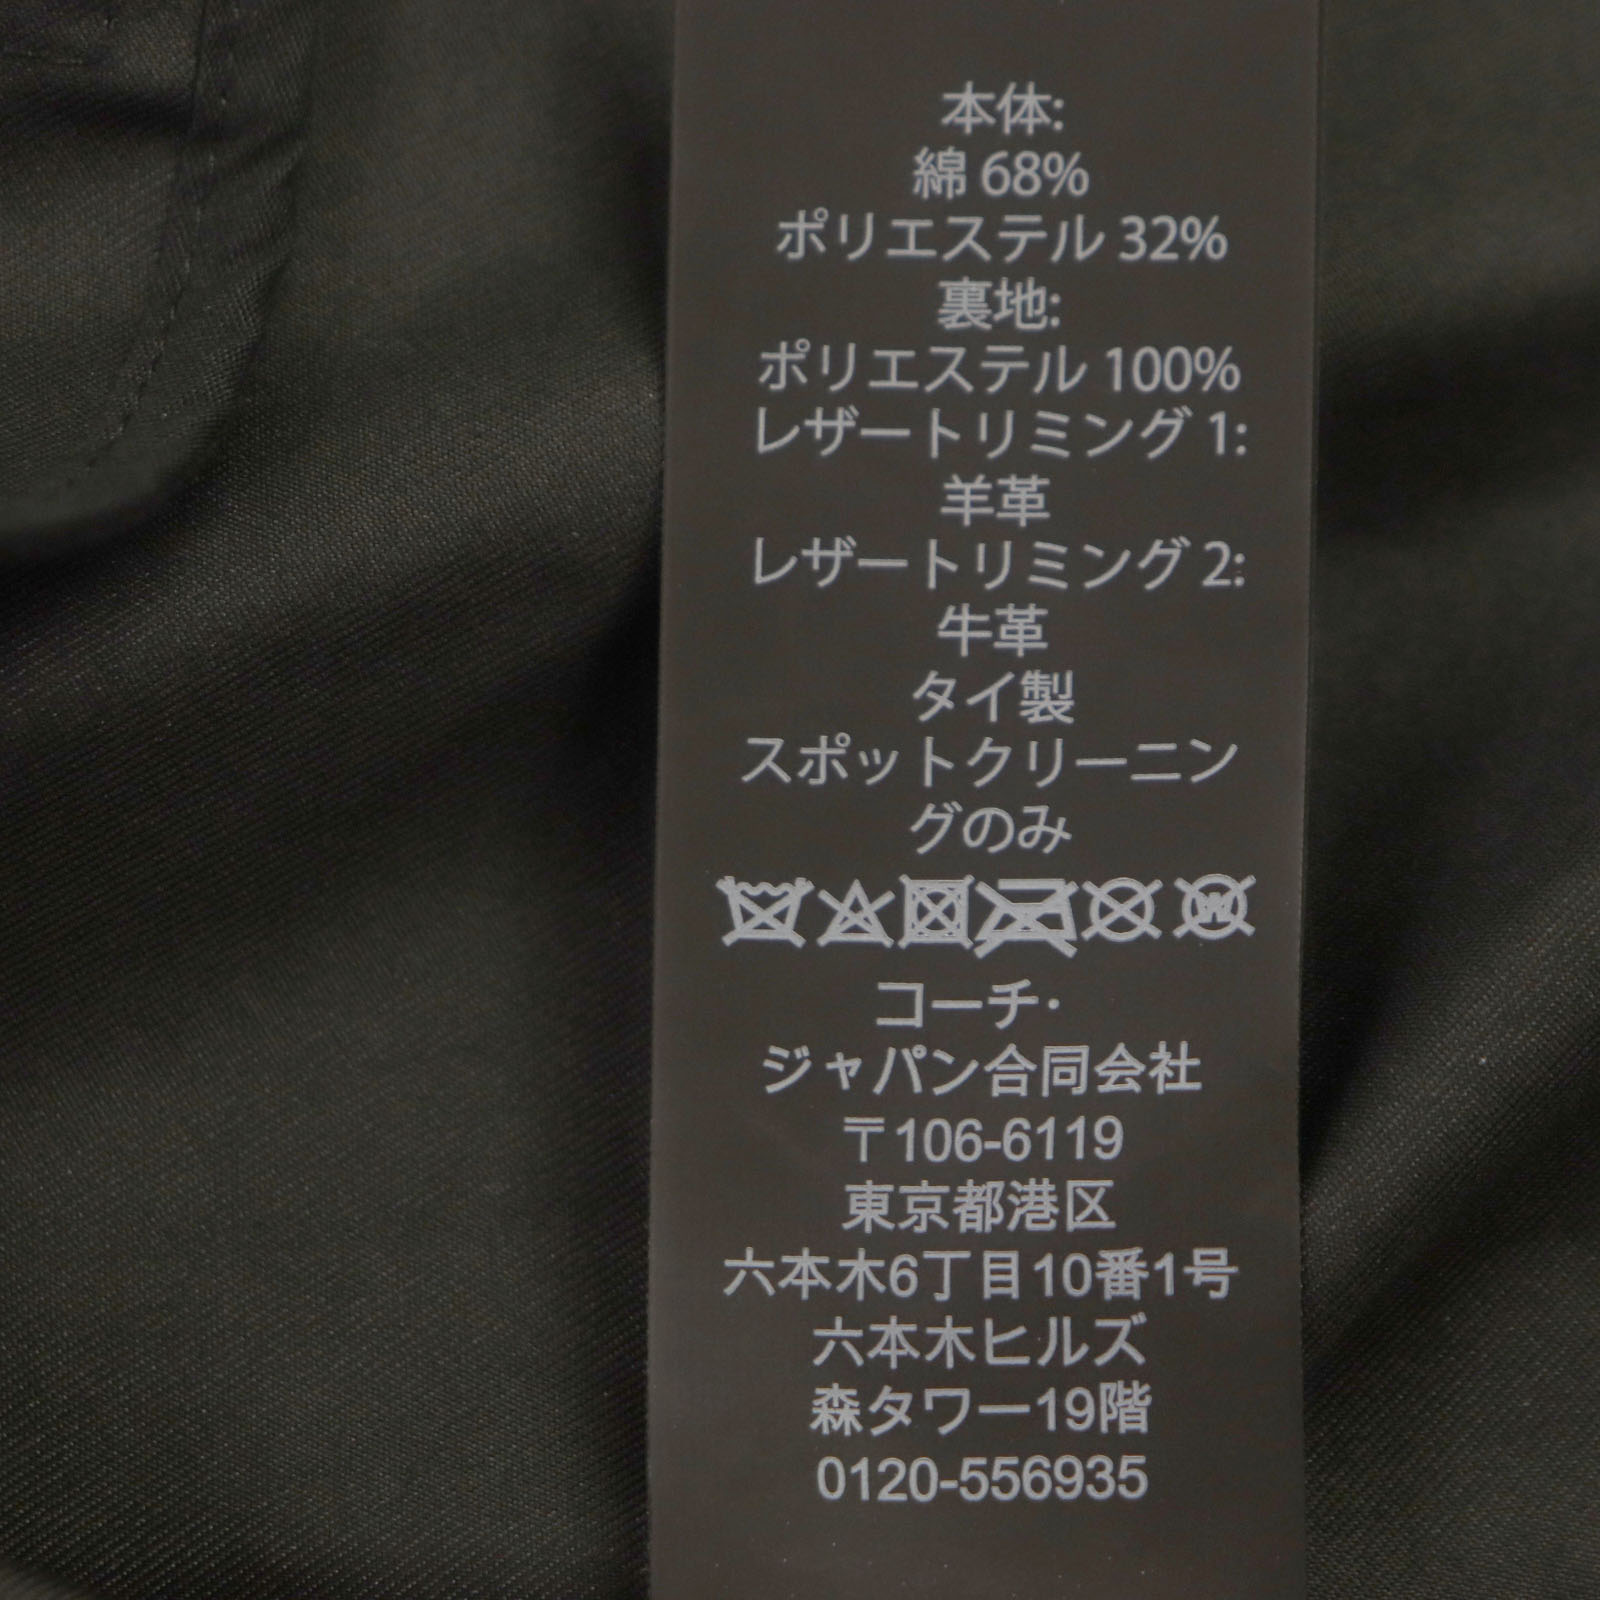 本体:
綿 68%
ポリエステル 32%
裏地:
ポリエステル 100%
レザートリミング 1:
羊革
レザートリミング 2:
牛革
タイ製
スポットクリーニン
グのみ
W
コーチ·
ジャパン合同会社
〒106-6119
東京都港区
六本木6丁目10番1号
六本木ヒルズ
森タワー19階
0120-556935